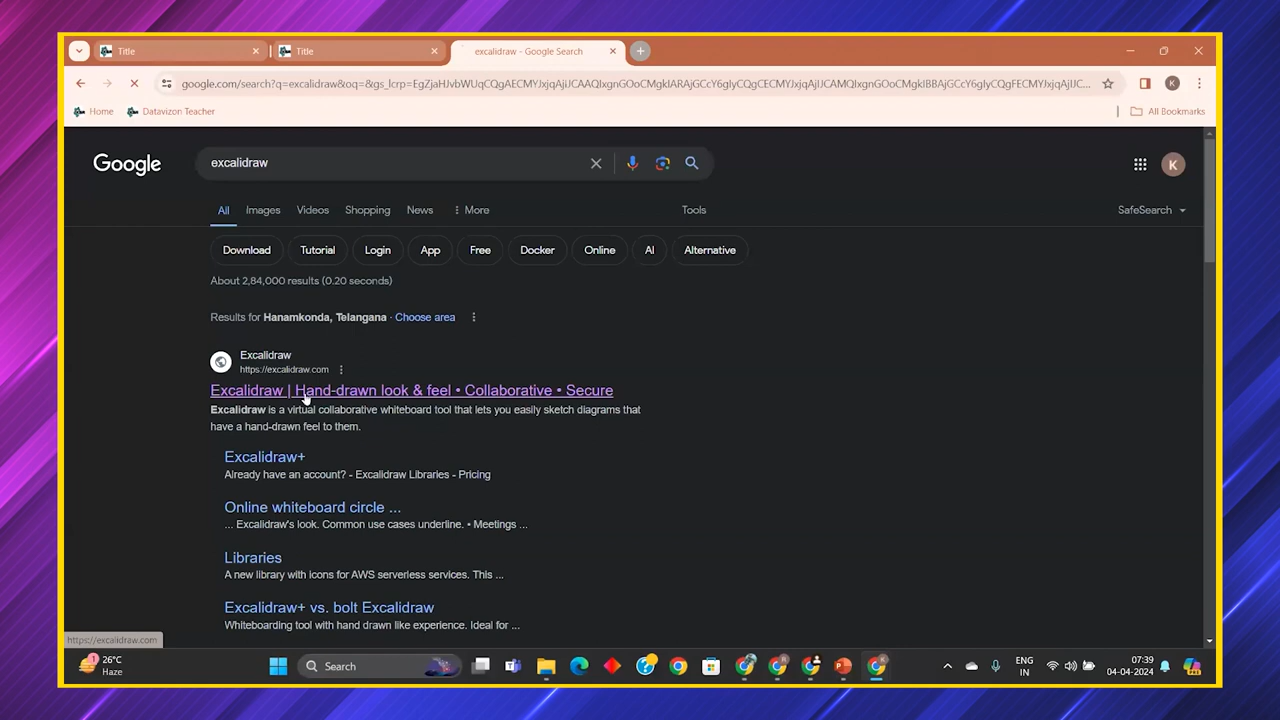 Title
Title
excalidraw - Google Search
google.com/search?q=excalidraw&oq=&gs_lcrp=
Home
Datavizon Teacher
All Bookmarks
Google
excalidraw
K
All
Images
Videos
Shopping
News
More
Tools
SafeSearch
Download
Tutorial
Login
App
Free
Docker
Online
AI
Alternative
About 2,84,000 results (0.20 seconds)
Results for Hanamkonda, Telangana · Choose area
Excalidraw
https://excalidraw.com
Excalidraw | Hand-drawn look & feel • Collaborative • Secure
Excalidraw is a virtual collaborative whiteboard tool that lets you easily sketch diagrams that
have a hand-drawn feel to them.
Excalidraw+
Already have an account? - Excalidraw Libraries - Pricing
Online whiteboard circle ...
... Excalidraw's look. Common use cases underline. • Meetings ...
Libraries
A new library with icons for AWS serverless services. This ...
Excalidraw+ vs. bolt Excalidraw
Whiteboarding tool with hand drawn like experience. Ideal for ...
https://excalidraw.com
26°C
Haze
Search
ENG
IN
07:39
04-04-2024